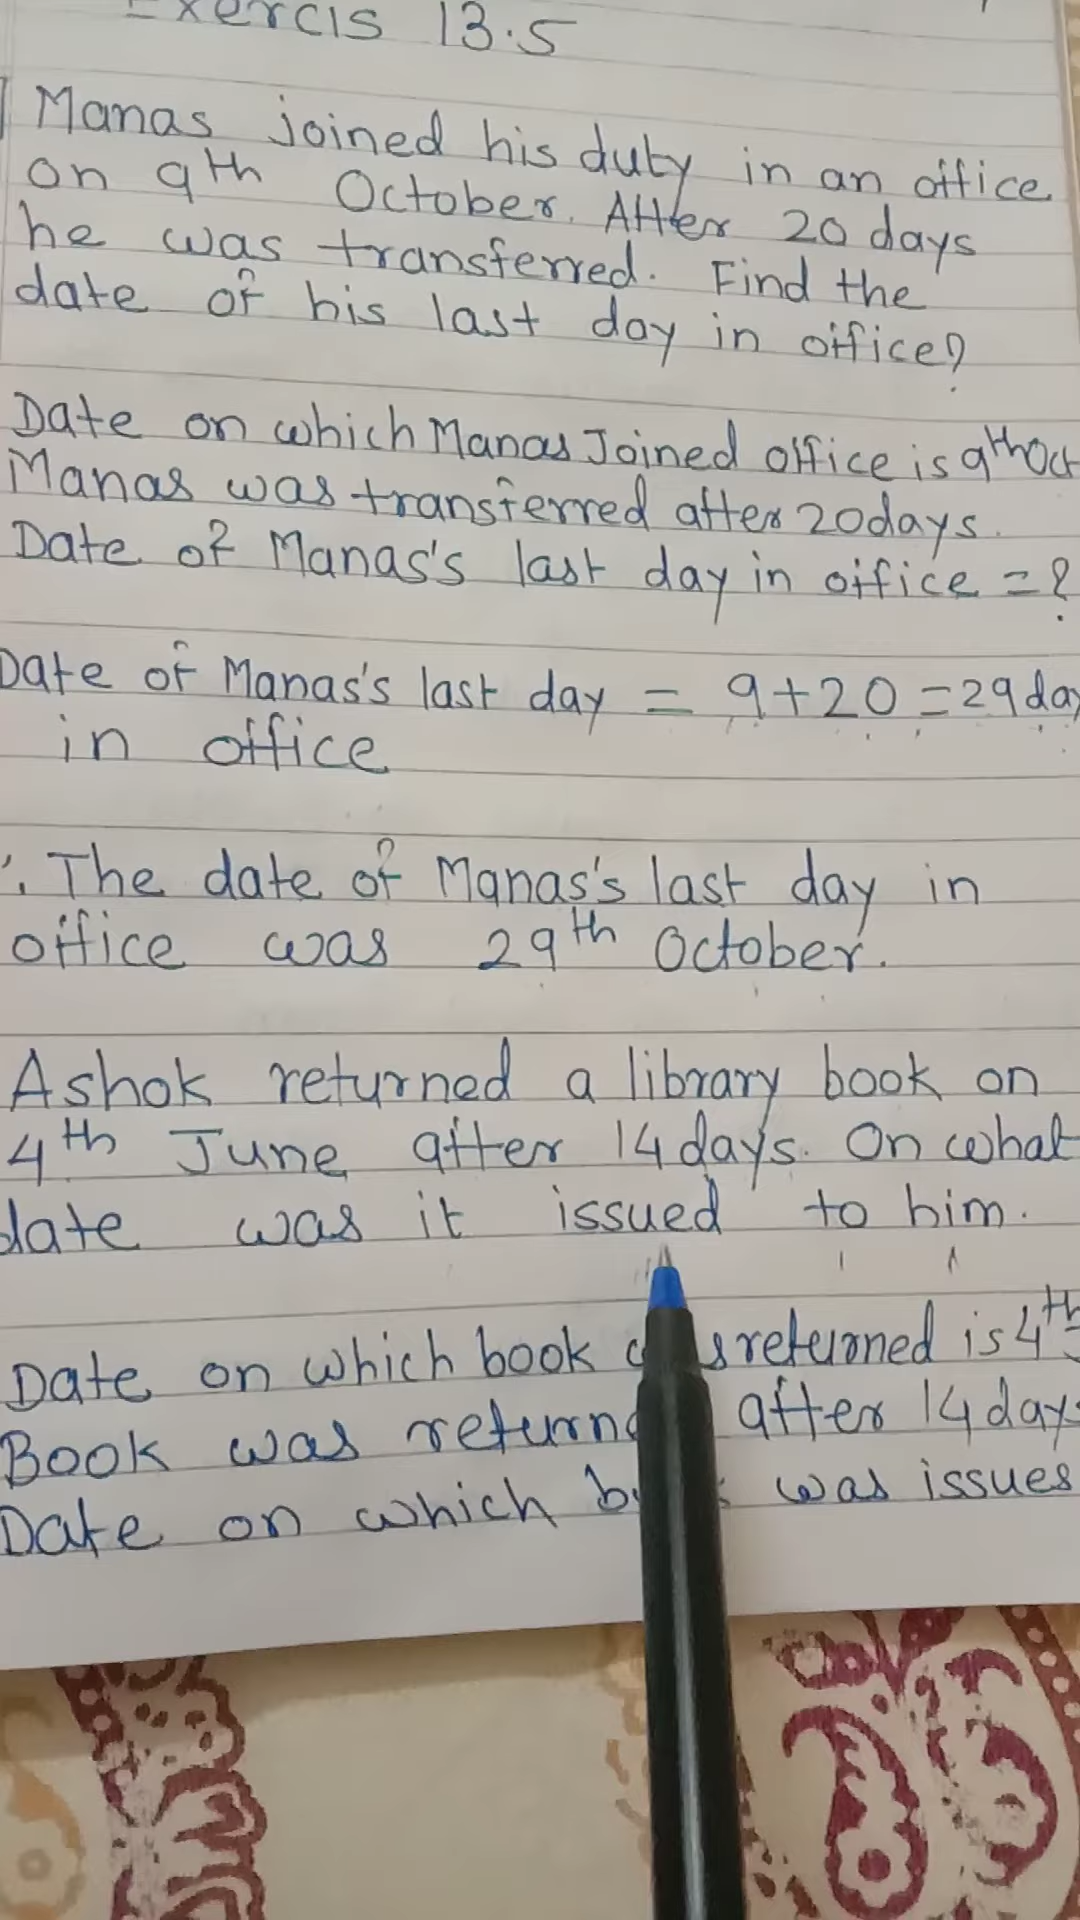 Exercis 13.5
Manas joined his duty in an office
on 9th October. After 20 days
he was transferred. Find the
date of his last day in office?
Date on which Manas Joined office is 9th Oct
Manas was transferred after 20days.
Date of Manas's last day in office = ?
Date of Manas's last day = 9+20 = 29 day
in office
∴ The date of Manas's last day in
office was 29th October.
Ashok returned a library book on
4th June after 14 days. On what
date was it issued to him.
Date on which book returned is 4th
Book was after 14 day
Date on which was issues